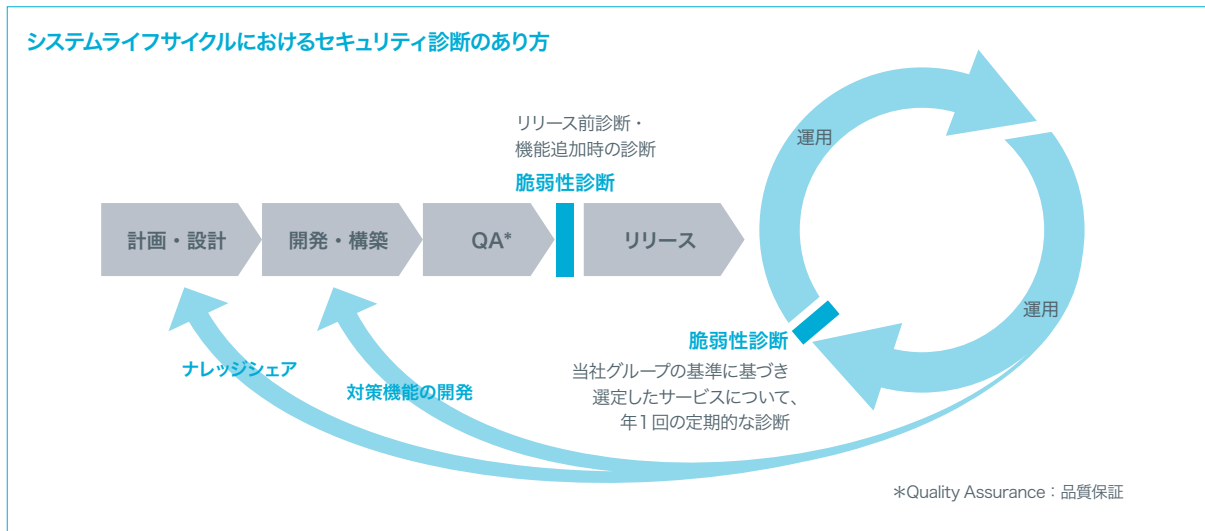 システムライフサイクルにおけるセキュリティ診断のあり方
リリース前診断・
機能追加時の診断
脆弱性診断
計画・設計
開発・構築
QA*
リリース
運用
運用
脆弱性診断
当社グループの基準に基づき
選定したサービスについて、
年1回の定期的な診断
ナレッジシェア
対策機能の開発
*Quality Assurance：品質保証